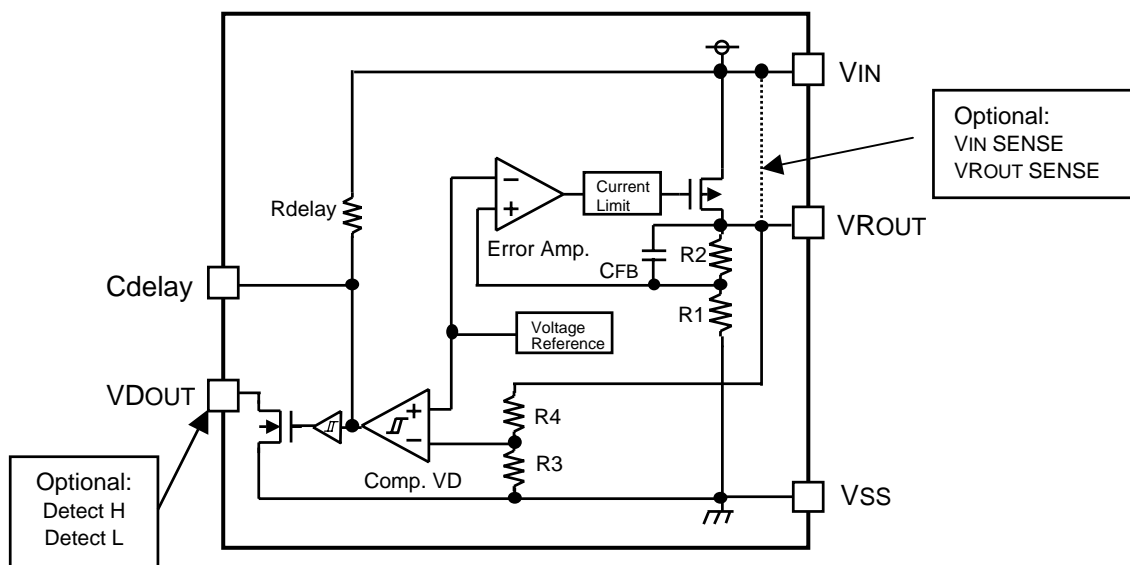 VIN
Optional:
VIN SENSE
VROUT SENSE
Current
Limit
−
+
Rdelay
Error Amp.
VROUT
R2
CFB
Cdelay
R1
Voltage
Reference
VDOUT
R4
+
−
R3
Comp. VD
Optional:
Detect H
Detect L
VSS